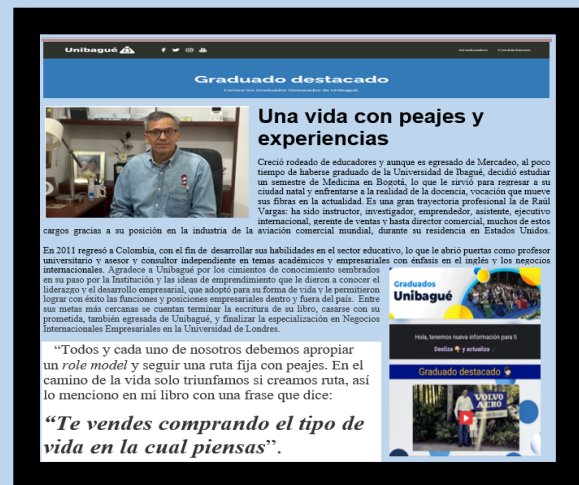 Unibagué
Graduados Contáctenos
Graduado destacado
Conoce los Graduados Destacados de Unibagué
Una vida con peajes y
experiencias
Creció rodeado de educadores y aunque es egresado de Mercadeo, al poco
tiempo de haberse graduado de la Universidad de Ibagué, decidió estudiar
un semestre de Medicina en Bogotá, lo que le sirvió para regresar a su
ciudad natal y enfrentarse a la realidad de la docencia, vocación que mueve
sus fibras en la actualidad. Es una gran trayectoria profesional la de Raúl
Vargas: ha sido instructor, investigador, emprendedor, asistente, ejecutivo
internacional, gerente de ventas y hasta director comercial, muchos de estos
cargos gracias a su posición en la industria de la aviación comercial mundial, durante su residencia en Estados Unidos.
En 2011 regresó a Colombia, con el fin de desarrollar sus habilidades en el sector educativo, lo que le abrió puertas como profesor
universitario y asesor y consultor independiente en temas académicos y empresariales con énfasis en el inglés y los negocios
internacionales. Agradece a Unibagué por los cimientos de conocimiento sembrados
en su paso por la Institución y las ideas de emprendimiento que le dieron a conocer el
liderazgo y el desarrollo empresarial, que adoptó para su forma de vida y le permitieron
lograr con éxito las funciones y posiciones empresariales dentro y fuera del país. Entre
sus metas más cercanas se cuentan terminar la escritura de su libro, casarse con su
prometida, también egresada de Unibagué, y finalizar la especialización en Negocios
Internacionales Empresariales en la Universidad de Londres.
“Todos y cada uno de nosotros debemos apropiar
un role model y seguir una ruta fija con peajes. En el
camino de la vida solo triunfamos si creamos ruta, así
lo menciono en mi libro con una frase que dice:
“Te vendes comprando el tipo de
vida en la cual piensas”.
Graduados
Unibagué
Hola, tenemos nueva información para ti
Desliza y actualiza
Graduado destacado
VOLVO
AERO